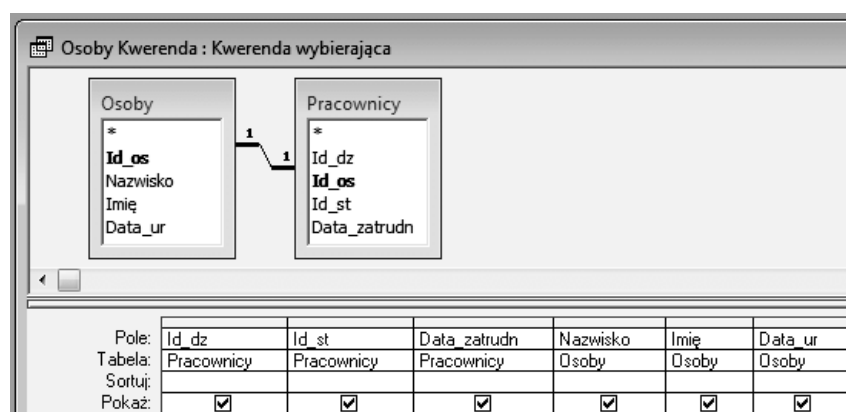 Osoby Kwerenda : Kwerenda wybierająca
Osoby
*
Id_os
Nazwisko
Imię
Data_ur
1
1
Pracownicy
*
Id_dz
Id_os
Id_st
Data_zatrudn
Pole: Id_dz Id_st Data_zatrudn Nazwisko Imię Data_ur
Tabela: Pracownicy Pracownicy Pracownicy Osoby Osoby Osoby
Sortuj:
Pokaż: